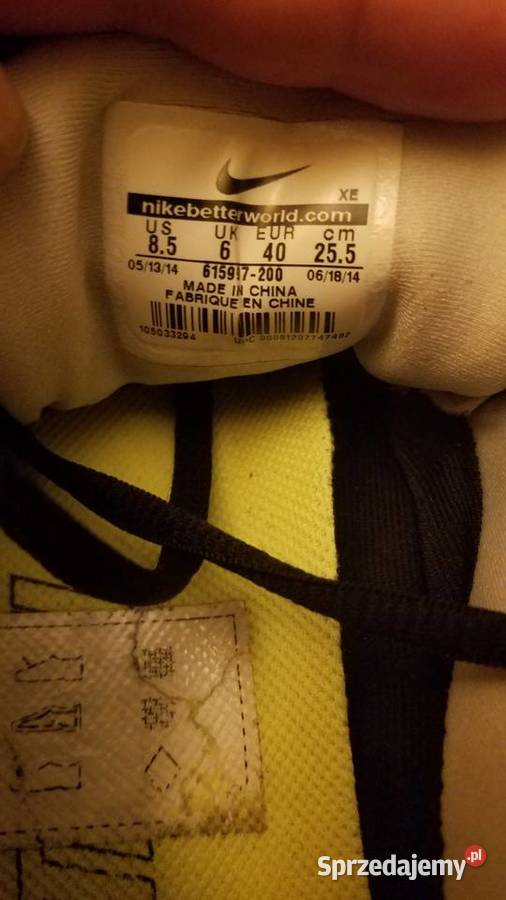 XE
nikebetterworld.com
US UK EUR cm
8.5 6 40 25.5
05/13/14 615917-200 06/18/14
MADE IN CHINA
FABRIQUE EN CHINE
105033294
Sprzedajemy.pl